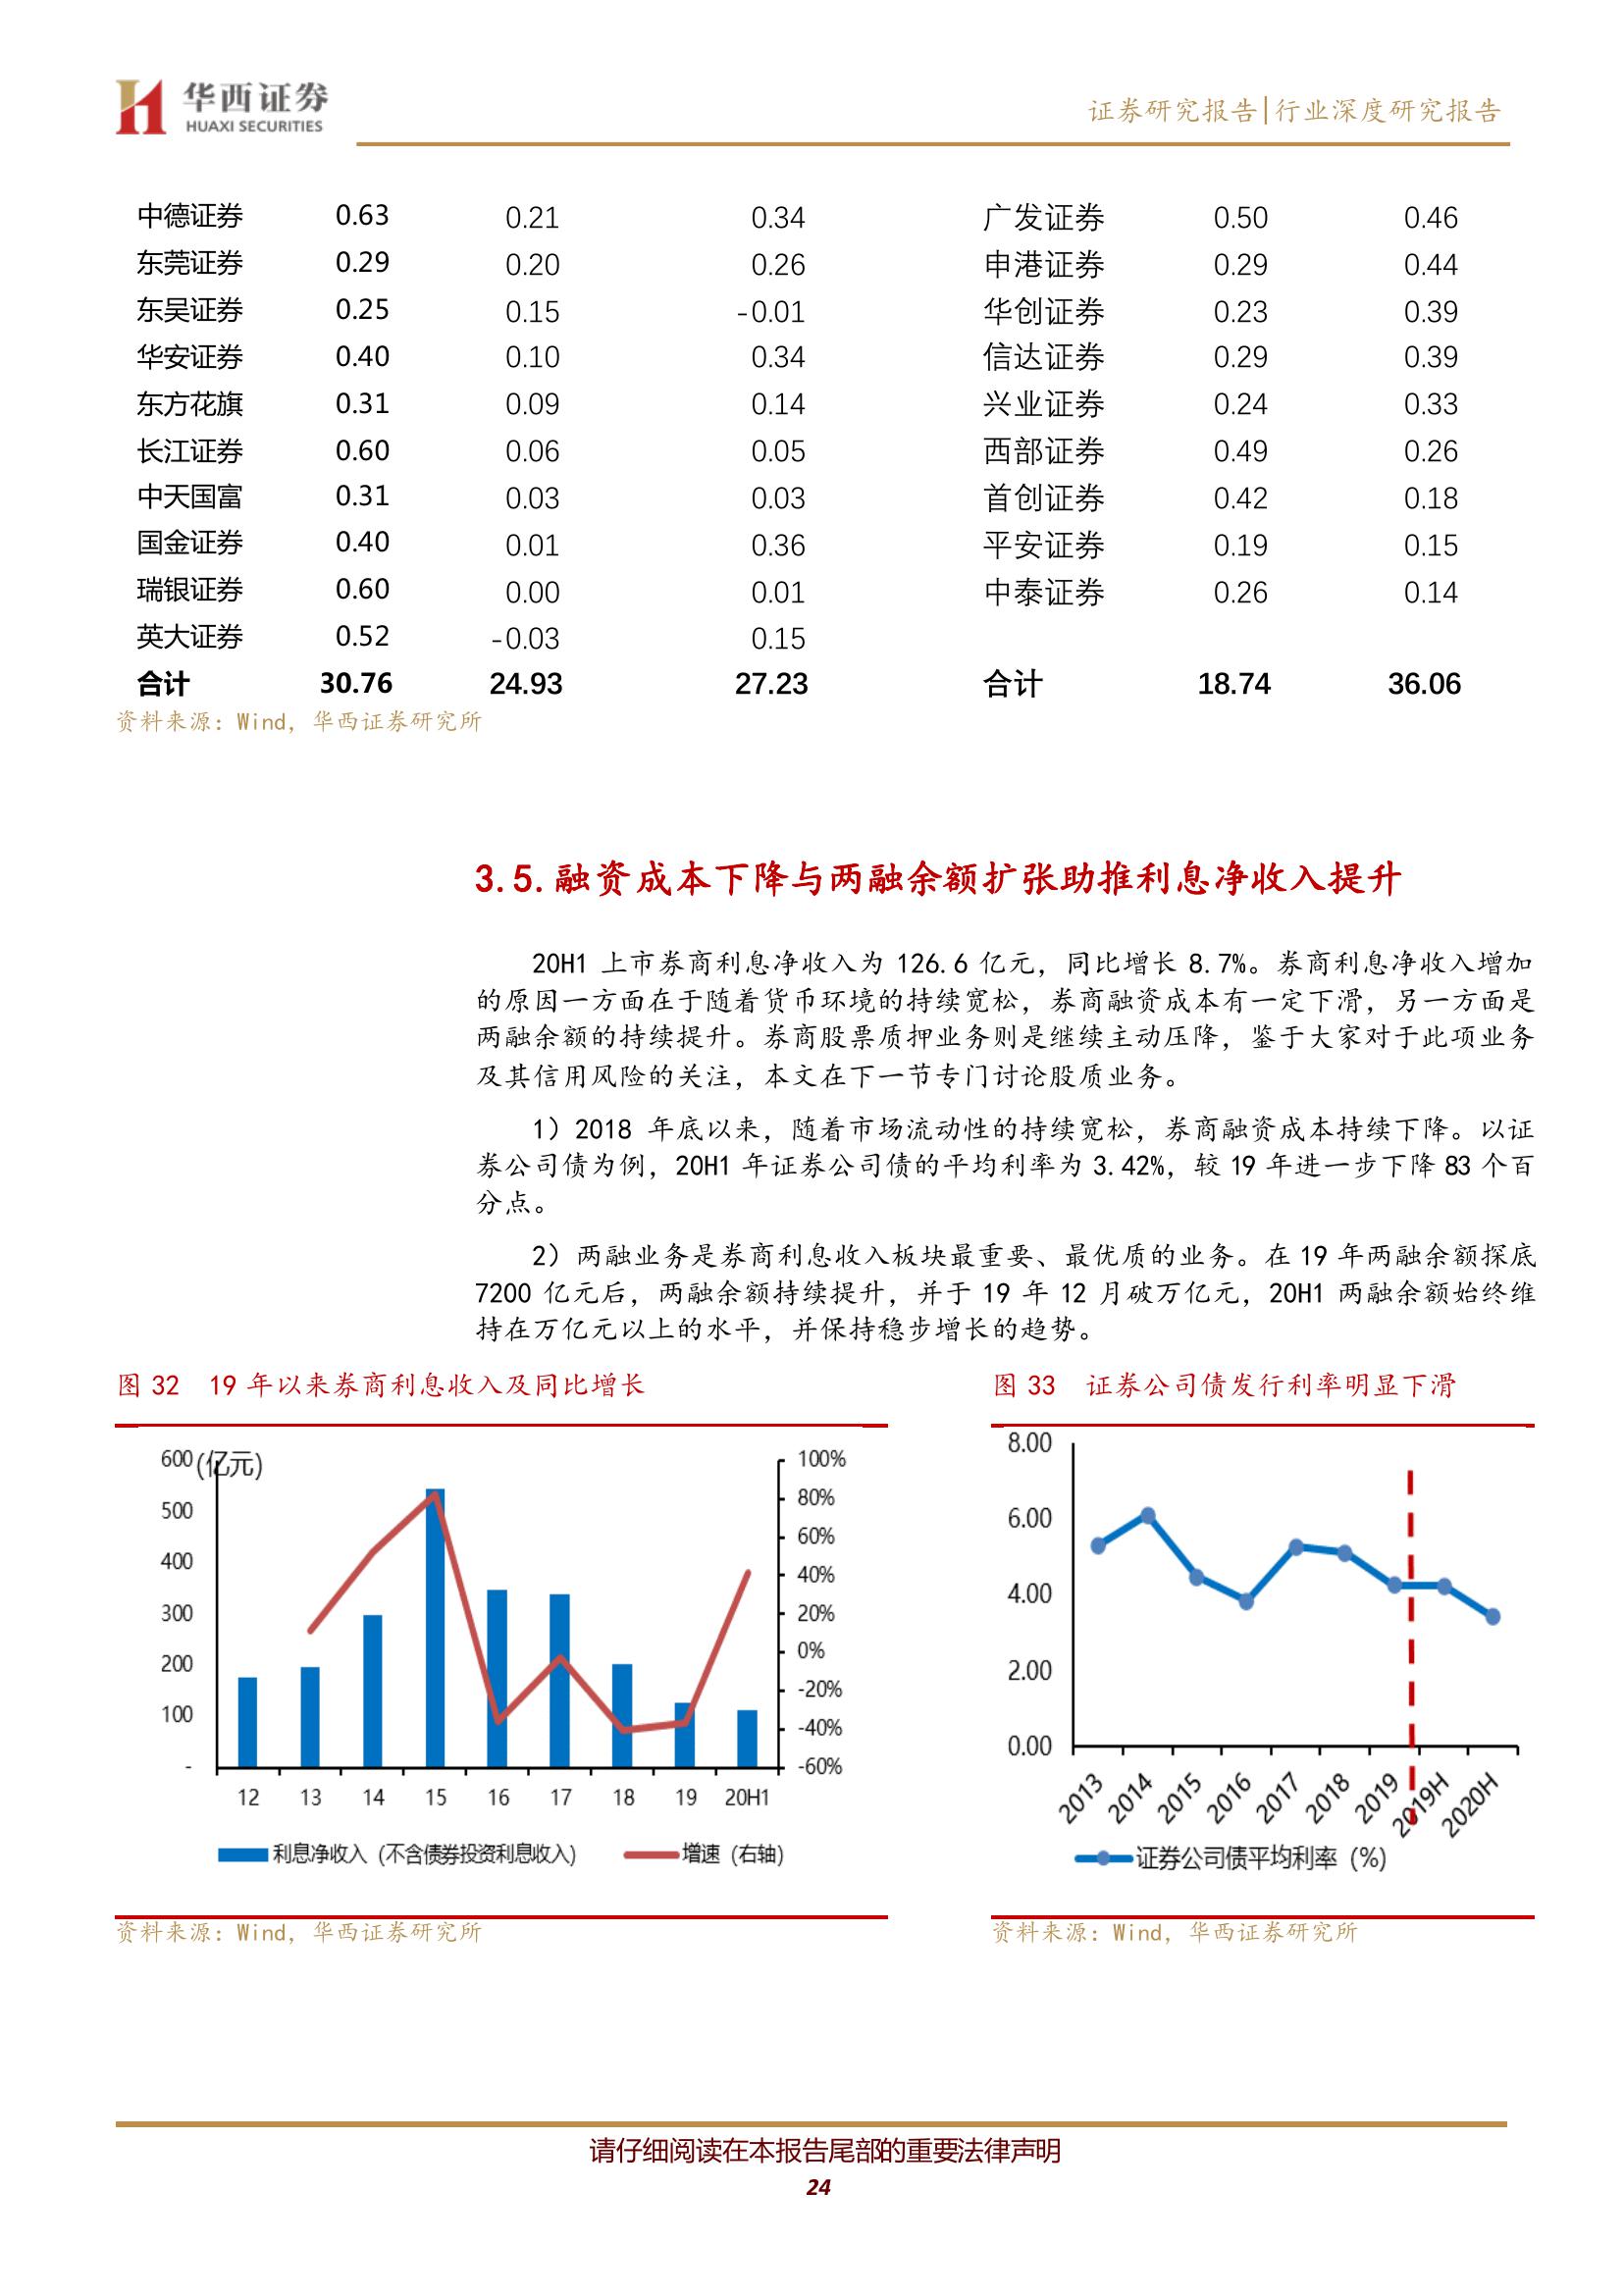 华西证券
HUAXI SECURITIES
证券研究报告|行业深度研究报告
中德证券 0.63 0.21 0.34 广发证券 0.50 0.46
东莞证券 0.29 0.20 0.26 申港证券 0.29 0.44
东吴证券 0.25 0.15 -0.01 华创证券 0.23 0.39
华安证券 0.40 0.10 0.34 信达证券 0.29 0.39
东方花旗 0.31 0.09 0.14 兴业证券 0.24 0.33
长江证券 0.60 0.06 0.05 西部证券 0.49 0.26
中天国富 0.31 0.03 0.03 首创证券 0.42 0.18
国金证券 0.40 0.01 0.36 平安证券 0.19 0.15
瑞银证券 0.60 0.00 0.01 中泰证券 0.26 0.14
英大证券 0.52 -0.03 0.15
合计 30.76 24.93 27.23 合计 18.74 36.06
资料来源：Wind，华西证券研究所
3.5.融资成本下降与两融余额扩张助推利息净收入提升
20H1 上市券商利息净收入为 126.6 亿元，同比增长 8.7%。券商利息净收入增加
的原因一方面在于随着货币环境的持续宽松，券商融资成本有一定下滑，另一方面是
两融余额的持续提升。券商股票质押业务则是继续主动压降，鉴于大家对于此项业务
及其信用风险的关注，本文在下一节专门讨论股质业务。
1）2018 年底以来，随着市场流动性的持续宽松，券商融资成本持续下降。以证
券公司债为例，20H1 年证券公司债的平均利率为 3.42%，较 19 年进一步下降 83 个百
分点。
2）两融业务是券商利息收入板块最重要、最优质的业务。在 19 年两融余额探底
7200 亿元后，两融余额持续提升，并于 19 年 12 月破万亿元，20H1 两融余额始终维
持在万亿元以上的水平，并保持稳步增长的趋势。
图 32 19 年以来券商利息收入及同比增长
600 (亿元) 100%
500 80%
400 60%
300 40%
200 20%
100 0%
- -20%
-40%
-60%
12 13 14 15 16 17 18 19 20H1
利息净收入（不含债券投资利息收入） 增速（右轴）
资料来源：Wind，华西证券研究所
图 33 证券公司债发行利率明显下滑
8.00
6.00
4.00
2.00
0.00
2013 2014 2015 2016 2017 2018 2019 2019H 2020H
证券公司债平均利率（%）
资料来源：Wind，华西证券研究所
请仔细阅读在本报告尾部的重要法律声明
24